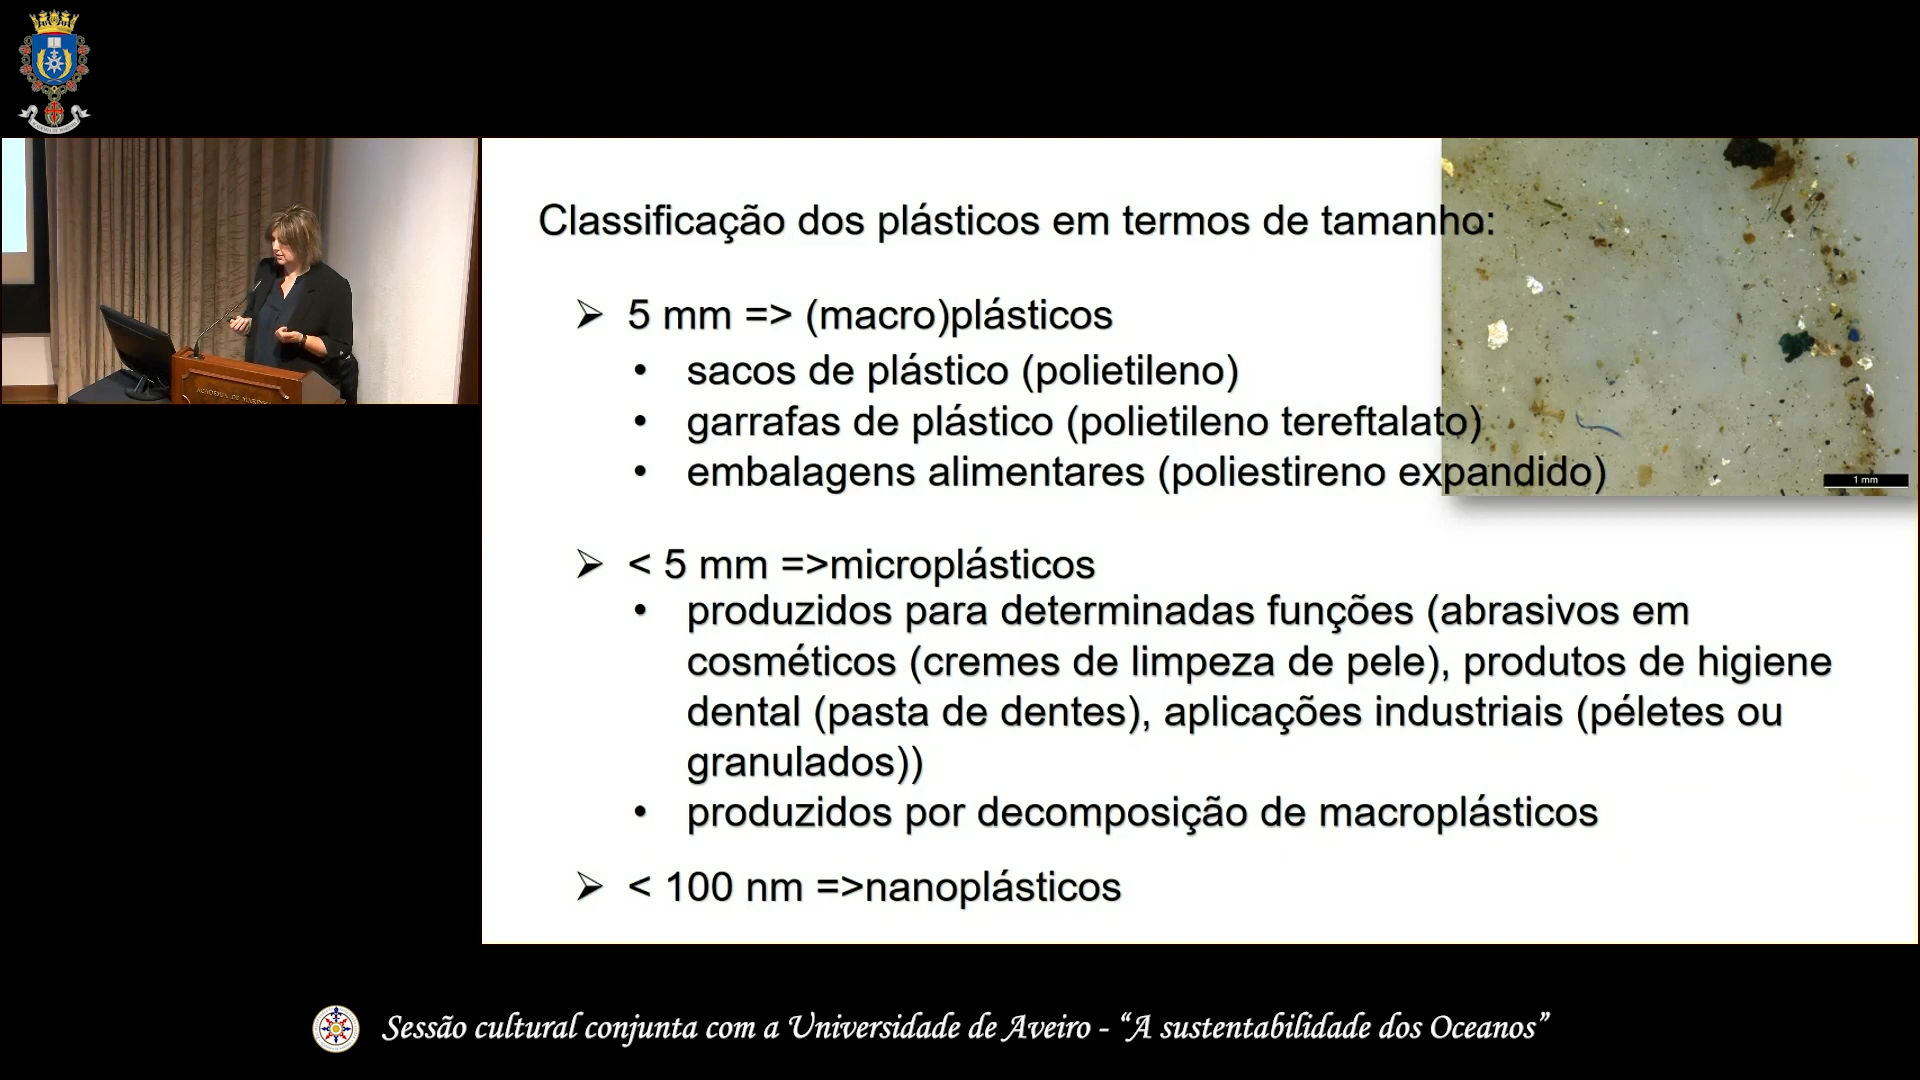 Classificação dos plásticos em termos de tamanho:
5 mm => (macro)plásticos
sacos de plástico (polietileno)
garrafas de plástico (polietileno tereftalato)
embalagens alimentares (poliestireno expandido)
1 mm
< 5 mm =>microplásticos
produzidos para determinadas funções (abrasivos em
cosméticos (cremes de limpeza de pele), produtos de higiene
dental (pasta de dentes), aplicações industriais (péletes ou
granulados))
produzidos por decomposição de macroplásticos
< 100 nm =>nanoplásticos
ACADEMIA DE MARINHA
Sessão cultural conjunta com a Universidade de Aveiro - “A sustentabilidade dos Oceanos”